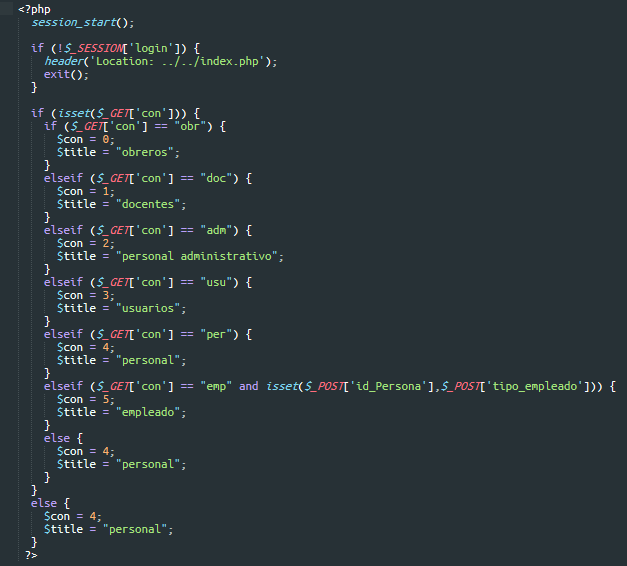 <?php
session_start();
if (!$_SESSION['login']) {
header('Location: ../../index.php');
exit();
}
if (isset($_GET['con'])) {
if ($_GET['con'] == "obr") {
$con = 0;
$title = "obreros";
}
elseif ($_GET['con'] == "doc") {
$con = 1;
$title = "docentes";
}
elseif ($_GET['con'] == "adm") {
$con = 2;
$title = "personal administrativo";
}
elseif ($_GET['con'] == "usu") {
$con = 3;
$title = "usuarios";
}
elseif ($_GET['con'] == "per") {
$con = 4;
$title = "personal";
}
elseif ($_GET['con'] == "emp" and isset($_POST['id_Persona'],$_POST['tipo_empleado'])) {
$con = 5;
$title = "empleado";
}
else {
$con = 4;
$title = "personal";
}
}
else {
$con = 4;
$title = "personal";
}
?>